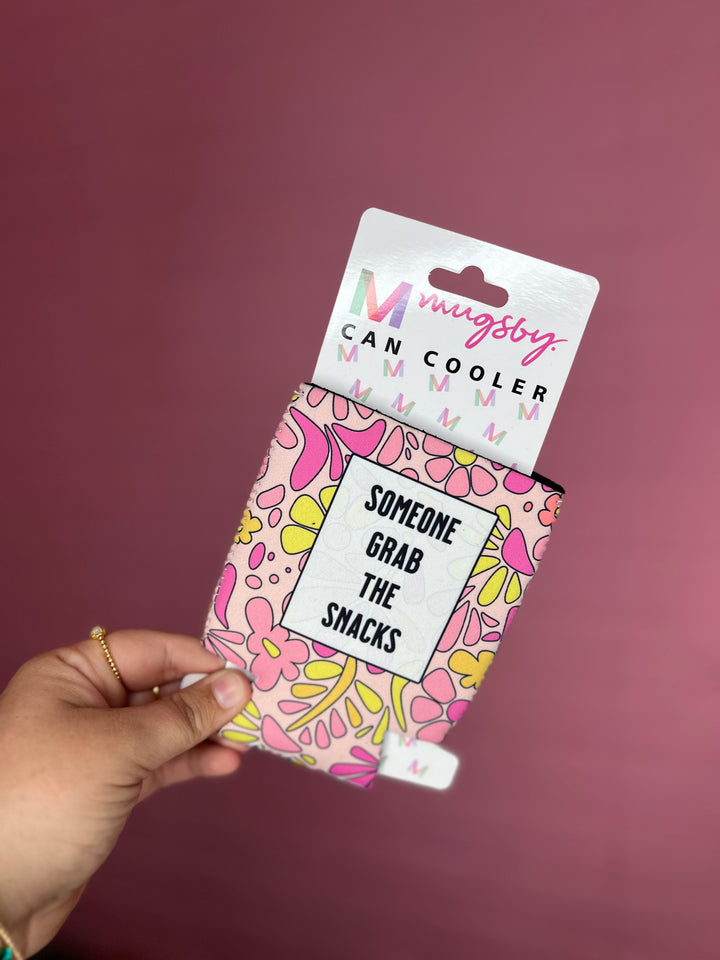 M mugsby.
CAN COOLER
M M M M M
M M M M
SOMEONE
GRAB
THE
SNACKS
M
M